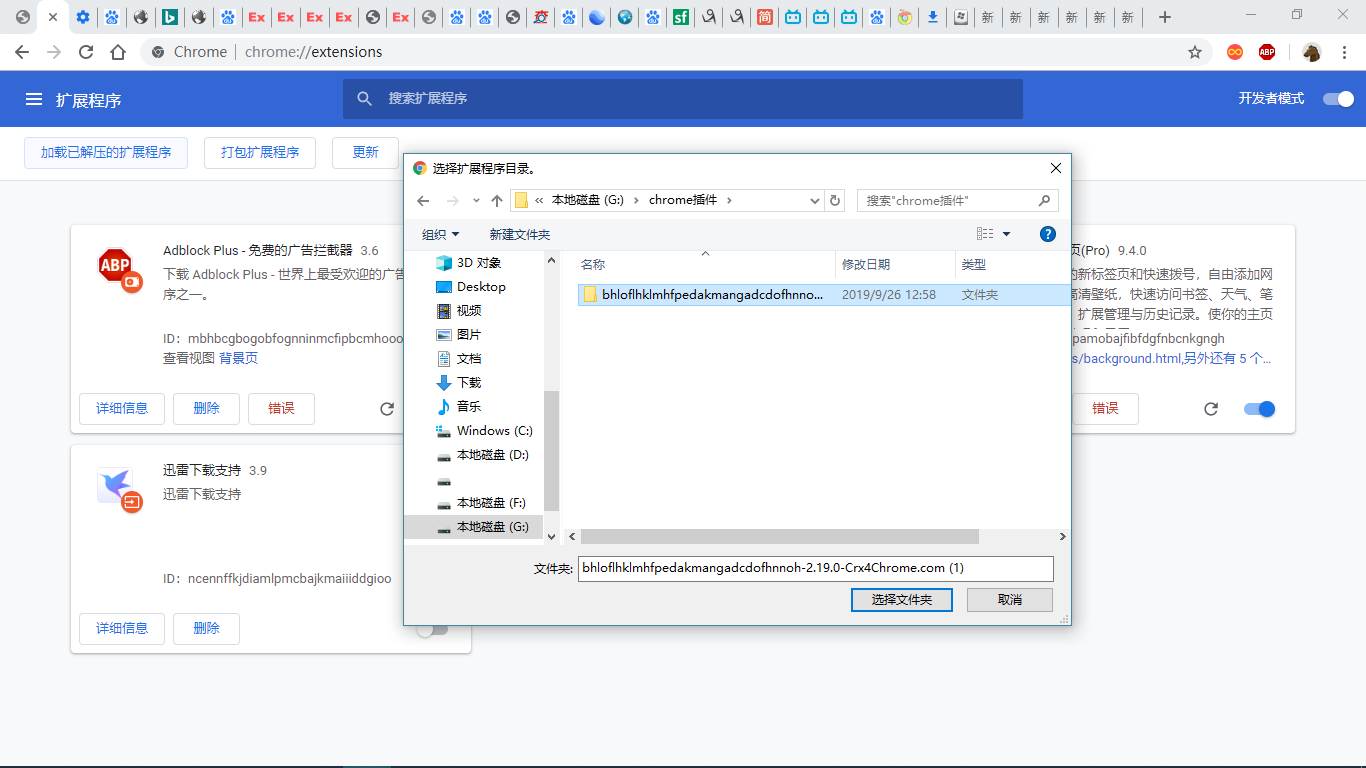 Ex Ex Ex Ex Ex sf 简 新 新 新 新 新 新
Chrome chrome://extensions ABP
扩展程序 搜索扩展程序 开发者模式
加载已解压的扩展程序 打包扩展程序 更新
选择扩展程序目录。
« 本地磁盘 (G:) chrome插件 搜索"chrome插件"
组织 新建文件夹
名称 修改日期 类型
bhloflhklmhfpedakmangadcdofhnno... 2019/9/26 12:58 文件夹
3D 对象
Desktop
视频
图片
文档
下载
音乐
Windows (C:)
本地磁盘 (D:)
本地磁盘 (F:)
本地磁盘 (G:)
文件夹: bhloflhklmhfpedakmangadcdofhnnoh-2.19.0-Crx4Chrome.com (1)
选择文件夹 取消
ABP
Adblock Plus - 免费的广告拦截器 3.6
下载 Adblock Plus - 世界上最受欢迎的广告
序之一。
ID：mbhbcgbogobfognninmcfipbcmhooo
查看视图 背景页
详细信息 删除 错误
页(Pro) 9.4.0
的新标签页和快速拨号，自由添加网
高清壁纸，快速访问书签、天气、笔
扩展管理与历史记录。使你的主页
pamobajfibfdgfnbcnkgngh
s/background.html,另外还有 5 个...
错误
迅雷下载支持 3.9
迅雷下载支持
ID：ncennffkjdiamlpmcbajkmaiiiddgioo
详细信息 删除